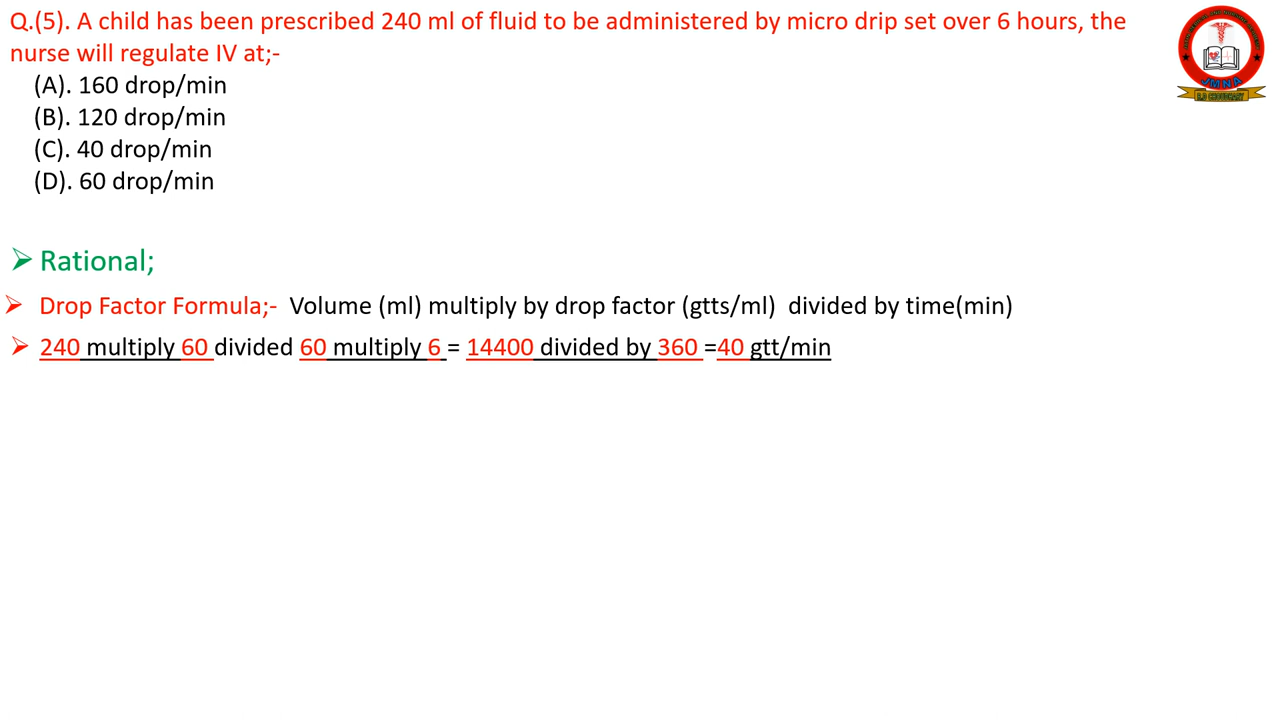 Q.(5). A child has been prescribed 240 ml of fluid to be administered by micro drip set over 6 hours, the
nurse will regulate IV at;-
(A). 160 drop/min
(B). 120 drop/min
(C). 40 drop/min
(D). 60 drop/min
Rational;
Drop Factor Formula;- Volume (ml) multiply by drop factor (gtts/ml) divided by time(min)
240 multiply 60 divided 60 multiply 6 = 14400 divided by 360 =40 gtt/min
JMNA